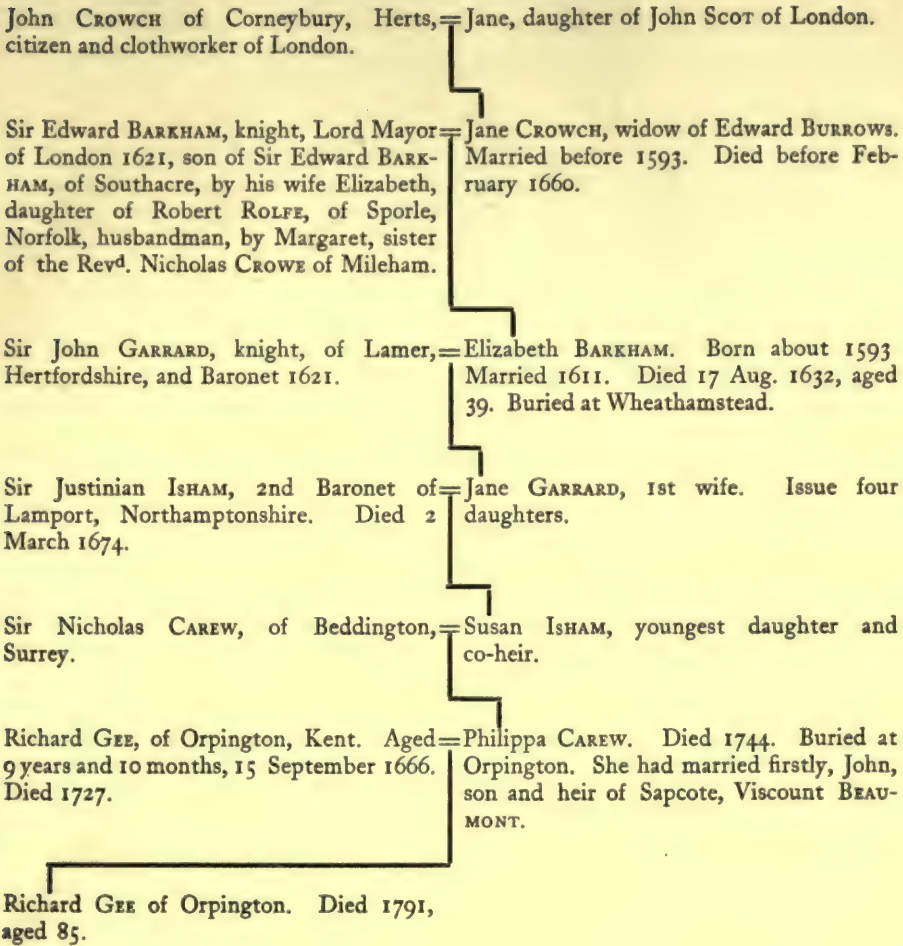 John Crowch of Corneybury, Herts,=
citizen and clothworker of London.
Jane, daughter of John Scot of London.
Sir Edward Barkham, knight, Lord Mayor=
of London 1621, son of Sir Edward Bark-
ham, of Southacre, by his wife Elizabeth,
daughter of Robert Rolfe, of Sporle,
Norfolk, husbandman, by Margaret, sister
of the Revd. Nicholas Crowe of Mileham.
Jane Crowch, widow of Edward Burrows.
Married before 1593. Died before Feb-
ruary 1660.
Sir John Garrard, knight, of Lamer,=
Hertfordshire, and Baronet 1621.
Elizabeth Barkham. Born about 1593
Married 1611. Died 17 Aug. 1632, aged
39. Buried at Wheathamstead.
Sir Justinian Isham, 2nd Baronet of=
Lamport, Northamptonshire. Died 2
March 1674.
Jane Garrard, 1st wife. Issue four
daughters.
Sir Nicholas Carew, of Beddington,=
Surrey.
Susan Isham, youngest daughter and
co-heir.
Richard Gee, of Orpington, Kent. Aged=
9 years and 10 months, 15 September 1666.
Died 1727.
Philippa Carew. Died 1744. Buried at
Orpington. She had married firstly, John,
son and heir of Sapcote, Viscount Beau-
mont.
Richard Gee of Orpington. Died 1791,
aged 85.